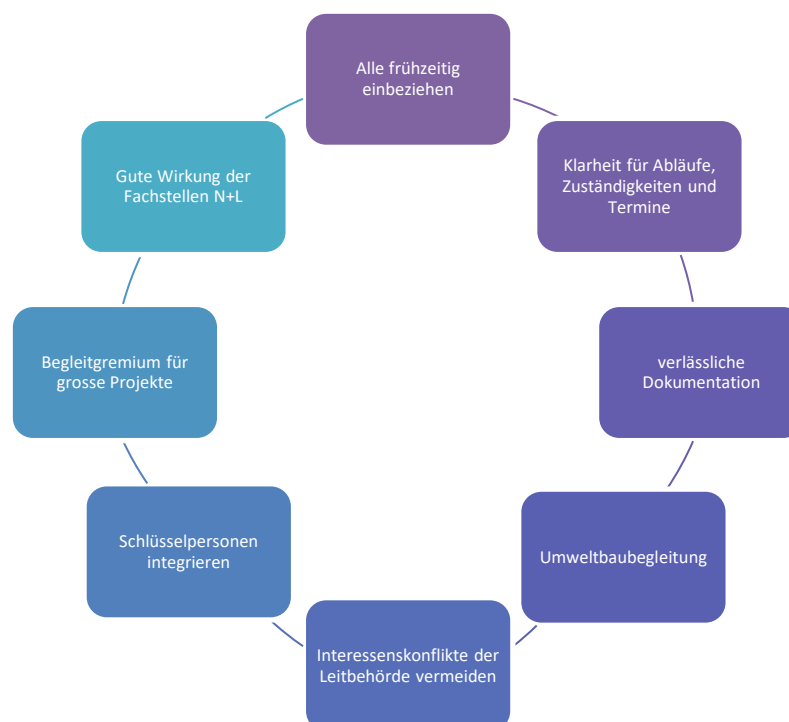 Alle frühzeitig
einbeziehen
Klarheit für Abläufe,
Zuständigkeiten und
Termine
verlässliche
Dokumentation
Umweltbaubegleitung
Interessenskonflikte der
Leitbehörde vermeiden
Schlüsselpersonen
integrieren
Begleitgremium für
grosse Projekte
Gute Wirkung der
Fachstellen N+L